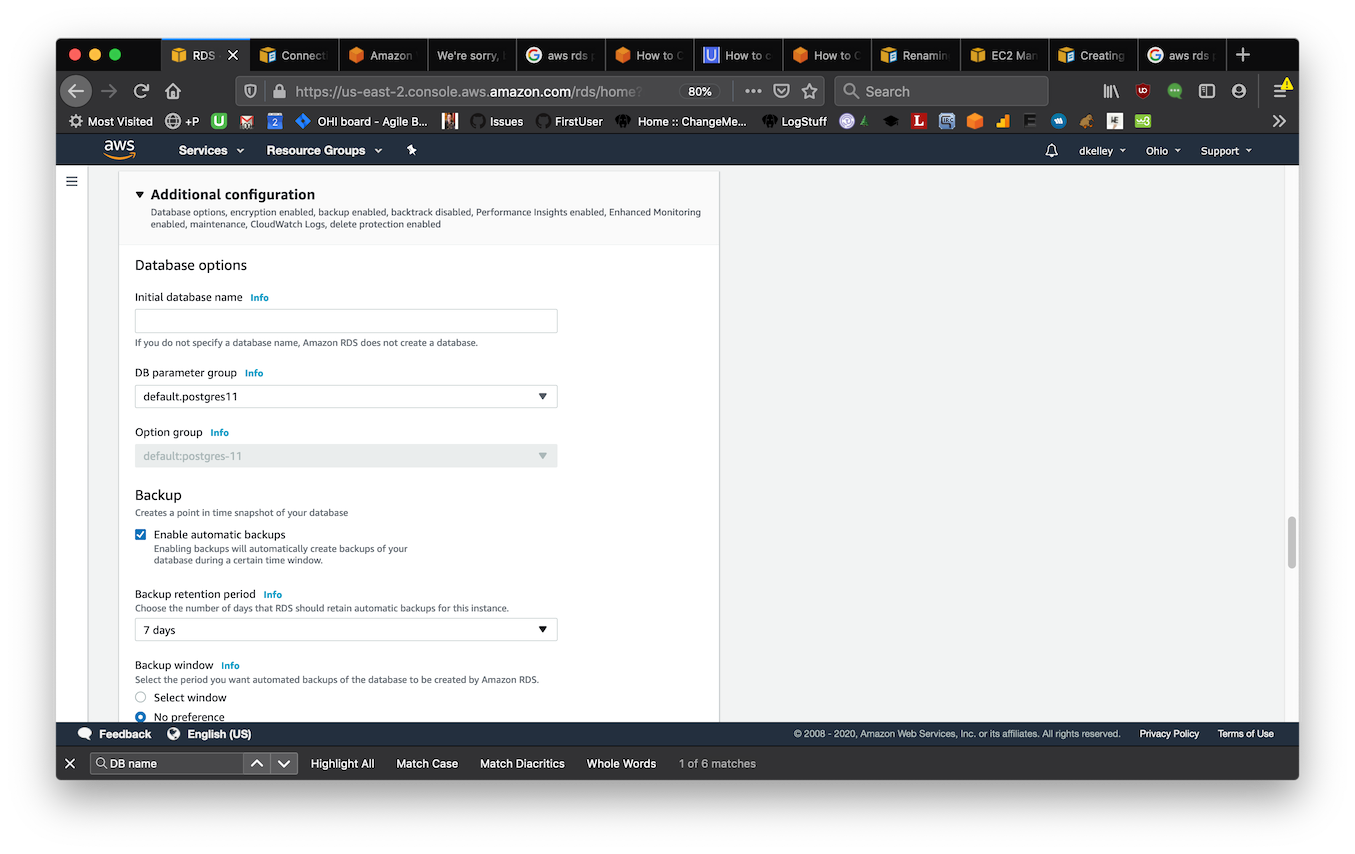 RDS
Connecti
Amazon
We're sorry,
aws rds
How to C
How to c
How to C
Renamin
EC2 Man
Creating
aws rds
https://us-east-2.console.aws.amazon.com/rds/home?
80%
Search
Most Visited
+P
OHI board - Agile B...
Issues
FirstUser
Home :: ChangeMe...
LogStuff
aws
Services
Resource Groups
dkelley
Ohio
Support
Additional configuration
Database options, encryption enabled, backup enabled, backtrack disabled, Performance Insights enabled, Enhanced Monitoring
enabled, maintenance, CloudWatch Logs, delete protection enabled
Database options
Initial database name Info
If you do not specify a database name, Amazon RDS does not create a database.
DB parameter group Info
default.postgres11
Option group Info
default:postgres-11
Backup
Creates a point in time snapshot of your database
Enable automatic backups
Enabling backups will automatically create backups of your
database during a certain time window.
Backup retention period Info
Choose the number of days that RDS should retain automatic backups for this instance.
7 days
Backup window Info
Select the period you want automated backups of the database to be created by Amazon RDS.
Select window
No preference
Feedback
English (US)
© 2008 - 2020, Amazon Web Services, Inc. or its affiliates. All rights reserved.
Privacy Policy
Terms of Use
DB name
Highlight All
Match Case
Match Diacritics
Whole Words
1 of 6 matches